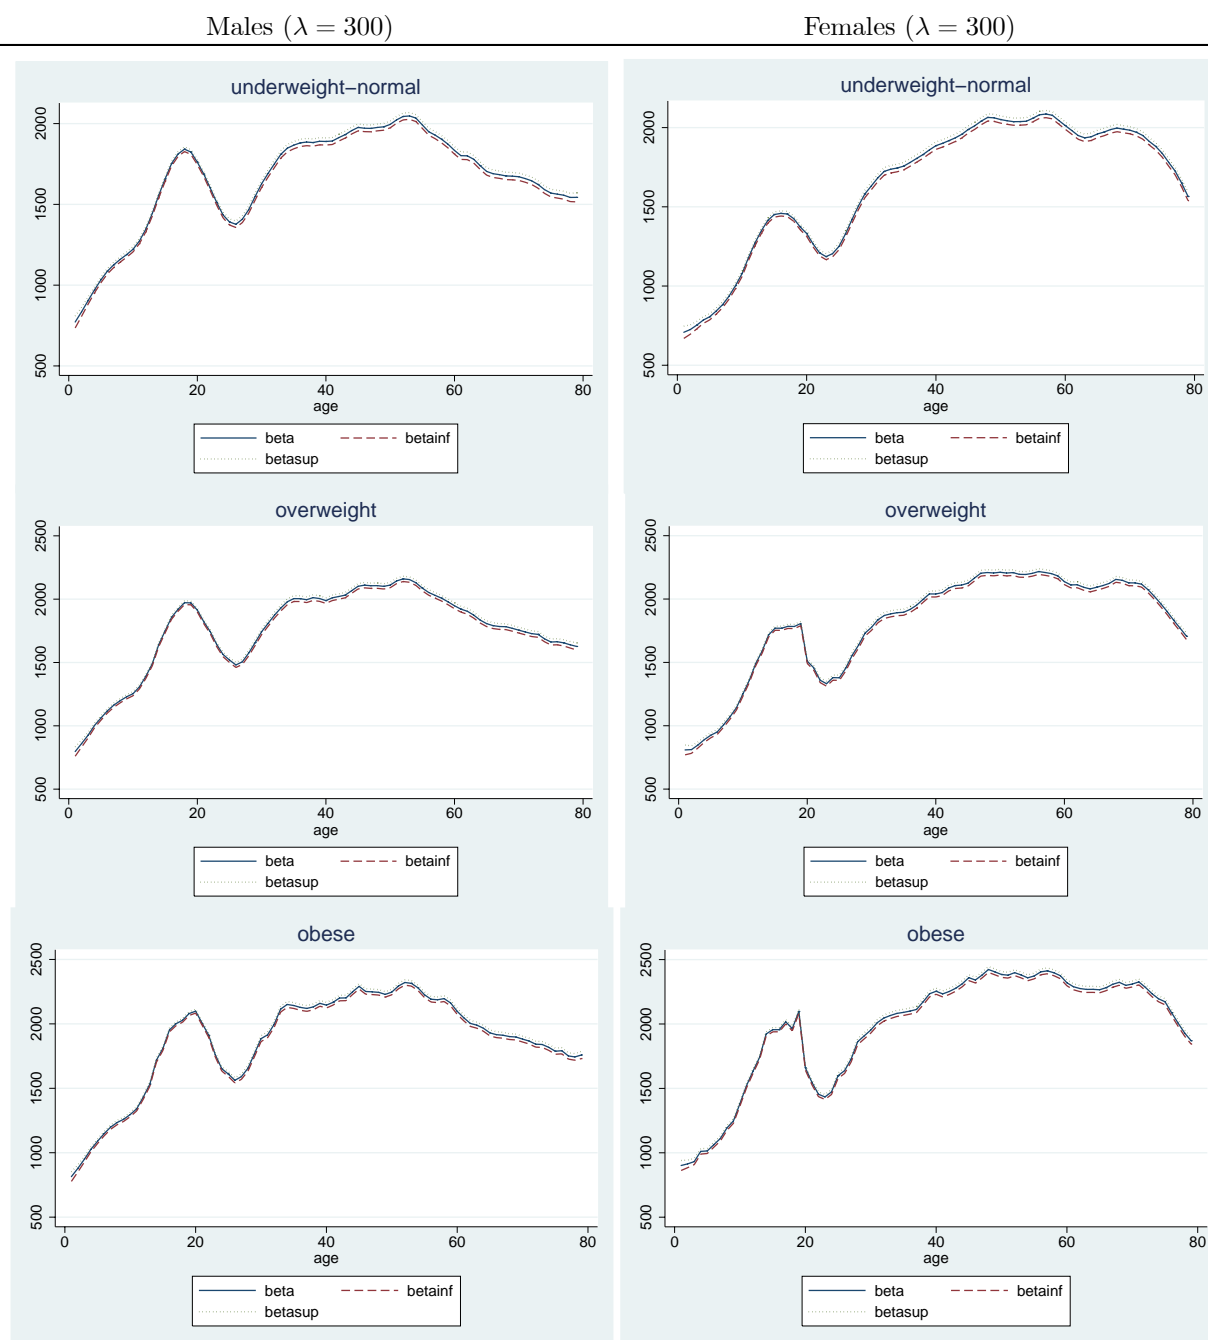 Males (λ = 300) Females (λ = 300)
underweight−normal
500 1000 1500 2000
0 20 40 60 80
age
beta betainf
betasup
underweight−normal
500 1000 1500 2000
0 20 40 60 80
age
beta betainf
betasup
overweight
500 1000 1500 2000 2500
0 20 40 60 80
age
beta betainf
betasup
overweight
500 1000 1500 2000 2500
0 20 40 60 80
age
beta betainf
betasup
obese
500 1000 1500 2000 2500
0 20 40 60 80
age
beta betainf
betasup
obese
500 1000 1500 2000 2500
0 20 40 60 80
age
beta betainf
betasup